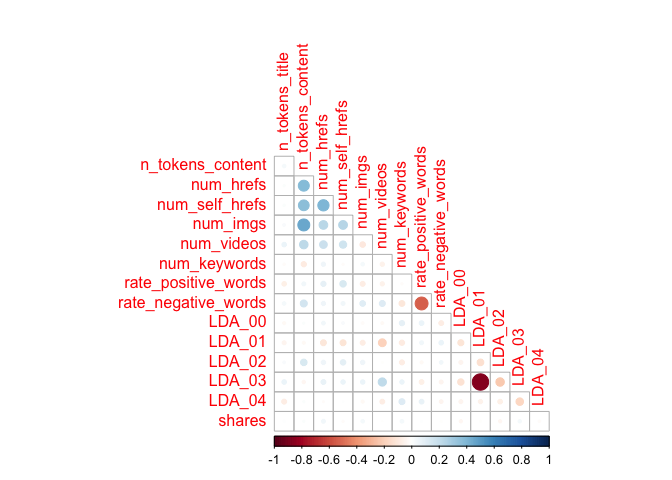 n_tokens_title
n_tokens_content
num_hrefs
num_self_hrefs
num_imgs
num_videos
num_keywords
rate_positive_words
rate_negative_words
LDA_00
LDA_01
LDA_02
LDA_03
LDA_04
n_tokens_content
num_hrefs
num_self_hrefs
num_imgs
num_videos
num_keywords
rate_positive_words
rate_negative_words
LDA_00
LDA_01
LDA_02
LDA_03
LDA_04
shares
-1 -0.8 -0.6 -0.4 -0.2 0 0.2 0.4 0.6 0.8 1